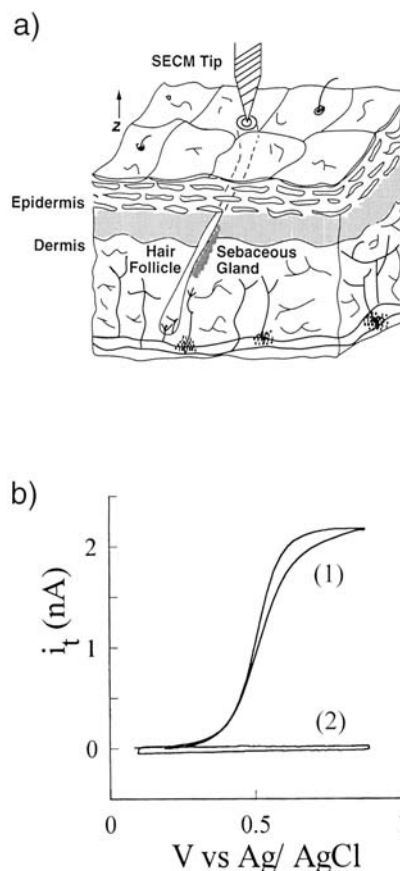 a)
SECM Tip
z
Epidermis
Dermis
Hair
Follicle
Sebaceous
Gland
b)
i_t (nA)
2
1
0
(1)
(2)
0
0.5
V vs Ag/ AgCl